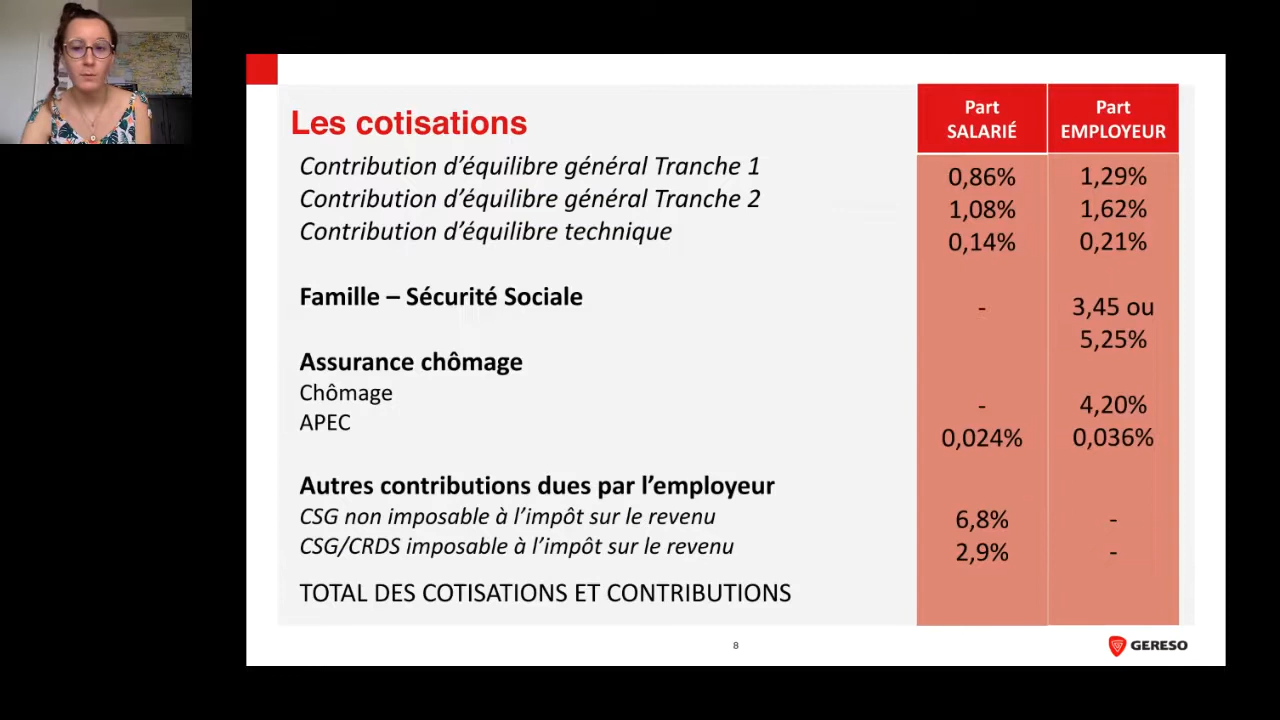 Les cotisations
Part
SALARIÉ
Part
EMPLOYEUR
Contribution d’équilibre général Tranche 1 0,86% 1,29%
Contribution d’équilibre général Tranche 2 1,08% 1,62%
Contribution d’équilibre technique 0,14% 0,21%
Famille – Sécurité Sociale - 3,45 ou
5,25%
Assurance chômage
Chômage - 4,20%
APEC 0,024% 0,036%
Autres contributions dues par l’employeur
CSG non imposable à l’impôt sur le revenu 6,8% -
CSG/CRDS imposable à l’impôt sur le revenu 2,9% -
TOTAL DES COTISATIONS ET CONTRIBUTIONS
8
GERESO